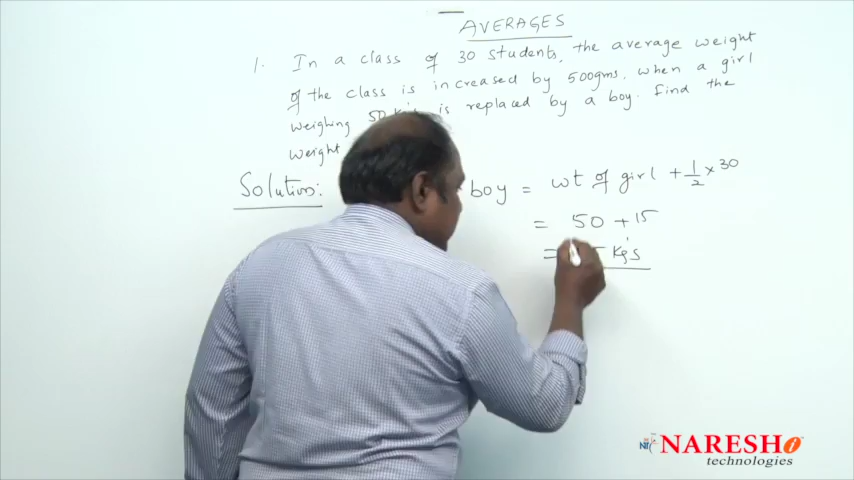 AVERAGES
1. In a class of 30 students, the average weight
of the class is increased by 500gms, when a girl
weighing 50 is replaced by a boy. Find the
weight
Solution: boy = wt of girl + 1/2 × 30
= 50 + 15
= Kgs
NARESH i
technologies